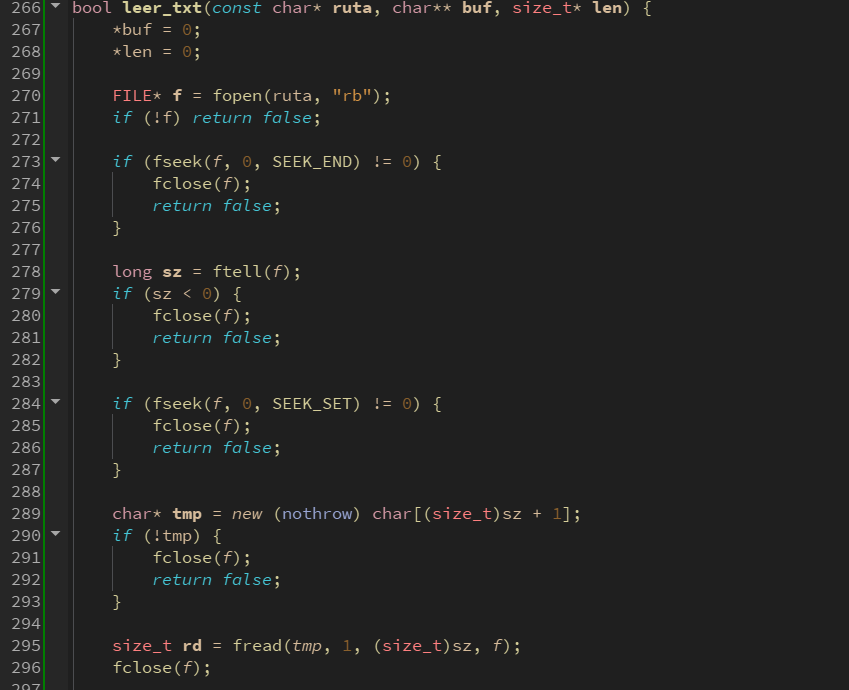 266 bool leer_txt(const char* ruta, char** buf, size_t* len) {
267     *buf = 0;
268     *len = 0;
269
270     FILE* f = fopen(ruta, "rb");
271     if (!f) return false;
272
273     if (fseek(f, 0, SEEK_END) != 0) {
274         fclose(f);
275         return false;
276     }
277
278     long sz = ftell(f);
279     if (sz < 0) {
280         fclose(f);
281         return false;
282     }
283
284     if (fseek(f, 0, SEEK_SET) != 0) {
285         fclose(f);
286         return false;
287     }
288
289     char* tmp = new (nothrow) char[(size_t)sz + 1];
290     if (!tmp) {
291         fclose(f);
292         return false;
293     }
294
295     size_t rd = fread(tmp, 1, (size_t)sz, f);
296     fclose(f);
297